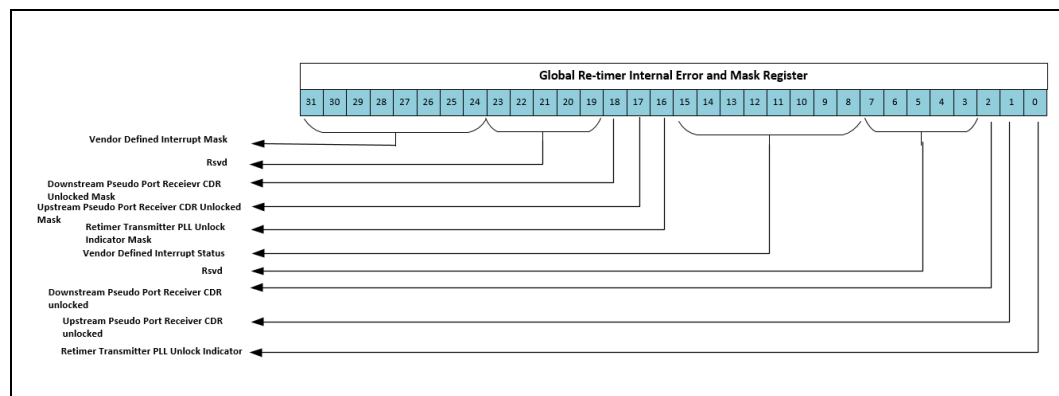 Global Re-timer Internal Error and Mask Register
31 30 29 28 27 26 25 24 23 22 21 20 19 18 17 16 15 14 13 12 11 10 9 8 7 6 5 4 3 2 1 0
Vendor Defined Interrupt Mask
Rsvd
Downstream Pseudo Port Receievr CDR
Unlocked Mask
Upstream Pseudo Port Receiver CDR Unlocked
Mask
Retimer Transmitter PLL Unlock
Indicator Mask
Vendor Defined Interrupt Status
Rsvd
Downstream Pseudo Port Receiver CDR
unlocked
Upstream Pseudo Port Receiver CDR
unlocked
Retimer Transmitter PLL Unlock Indicator